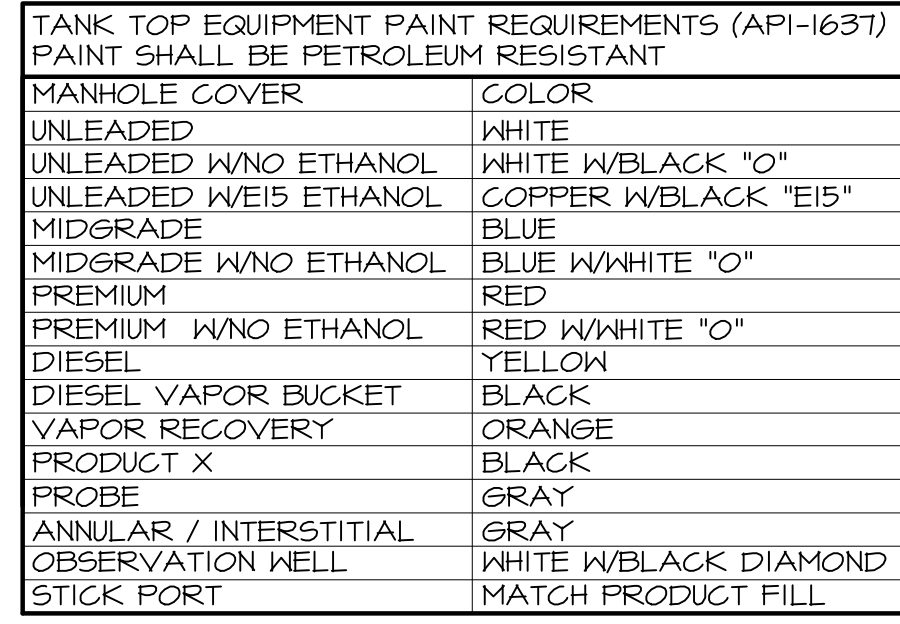 TANK TOP EQUIPMENT PAINT REQUIREMENTS (API-1637)
PAINT SHALL BE PETROLEUM RESISTANT
MANHOLE COVER COLOR
UNLEADED WHITE
UNLEADED W/NO ETHANOL WHITE W/BLACK "O"
UNLEADED W/E15 ETHANOL COPPER W/BLACK "E15"
MIDGRADE BLUE
MIDGRADE W/NO ETHANOL BLUE W/WHITE "O"
PREMIUM RED
PREMIUM W/NO ETHANOL RED W/WHITE "O"
DIESEL YELLOW
DIESEL VAPOR BUCKET BLACK
VAPOR RECOVERY ORANGE
PRODUCT X BLACK
PROBE GRAY
ANNULAR / INTERSTITIAL GRAY
OBSERVATION WELL WHITE W/BLACK DIAMOND
STICK PORT MATCH PRODUCT FILL